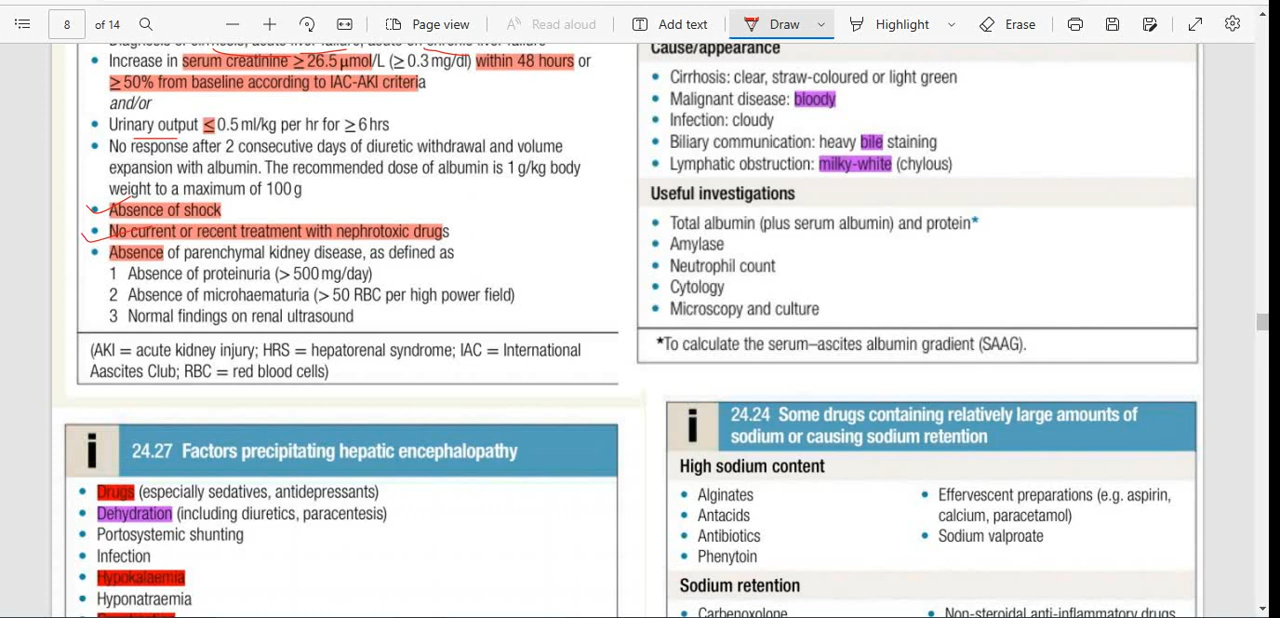 8 of 14
Page view
Read aloud
Add text
Draw
Highlight
Erase
• Increase in serum creatinine ≥ 26.5 μmol/L (≥ 0.3 mg/dl) within 48 hours or
≥ 50% from baseline according to IAC-AKI criteria
and/or
• Urinary output ≤ 0.5 ml/kg per hr for ≥ 6 hrs
• No response after 2 consecutive days of diuretic withdrawal and volume
expansion with albumin. The recommended dose of albumin is 1 g/kg body
weight to a maximum of 100 g
• Absence of shock
• No current or recent treatment with nephrotoxic drugs
• Absence of parenchymal kidney disease, as defined as
1 Absence of proteinuria (> 500 mg/day)
2 Absence of microhaematuria (> 50 RBC per high power field)
3 Normal findings on renal ultrasound
(AKI = acute kidney injury; HRS = hepatorenal syndrome; IAC = International
Aascites Club; RBC = red blood cells)
i
24.27 Factors precipitating hepatic encephalopathy
• Drugs (especially sedatives, antidepressants)
• Dehydration (including diuretics, paracentesis)
• Portosystemic shunting
• Infection
• Hypokalaemia
• Hyponatraemia
Cause/appearance
• Cirrhosis: clear, straw-coloured or light green
• Malignant disease: bloody
• Infection: cloudy
• Biliary communication: heavy bile staining
• Lymphatic obstruction: milky-white (chylous)
Useful investigations
• Total albumin (plus serum albumin) and protein*
• Amylase
• Neutrophil count
• Cytology
• Microscopy and culture
*To calculate the serum–ascites albumin gradient (SAAG).
i
24.24 Some drugs containing relatively large amounts of
sodium or causing sodium retention
High sodium content
• Alginates
• Antacids
• Antibiotics
• Phenytoin
• Effervescent preparations (e.g. aspirin,
calcium, paracetamol)
• Sodium valproate
Sodium retention
• Carbenoxolone
• Non-steroidal anti-inflammatory drugs